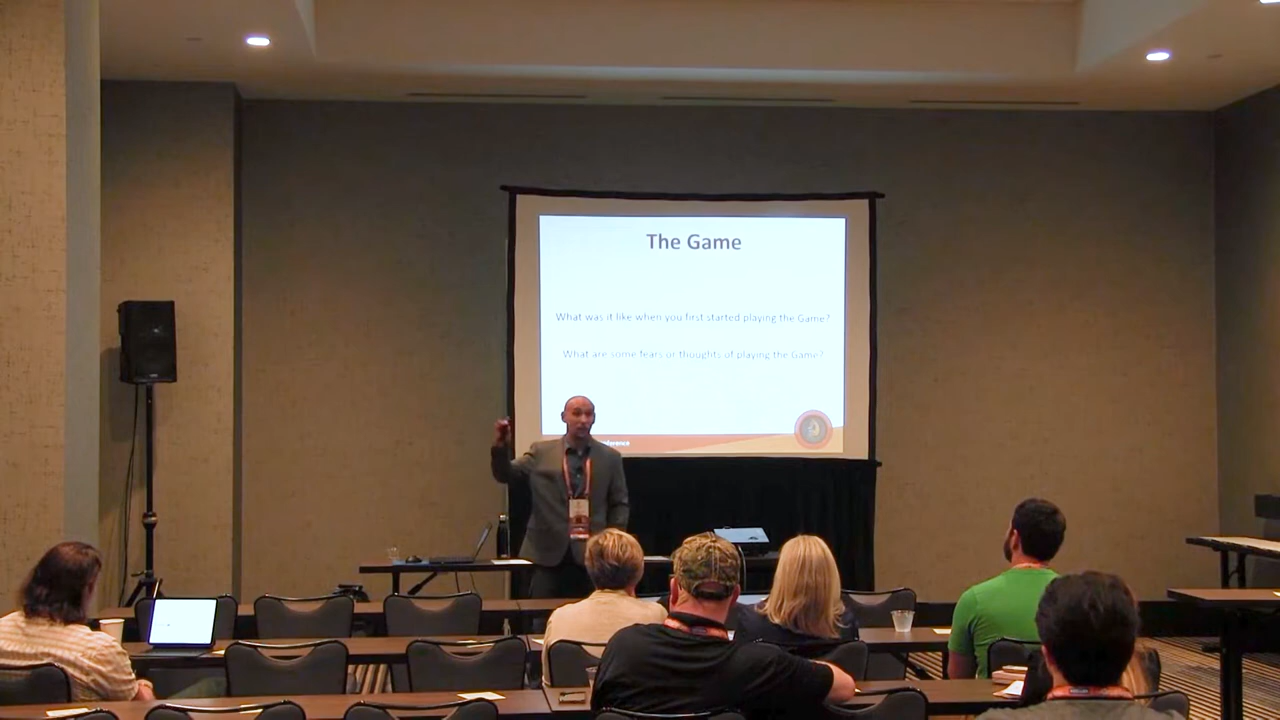 The Game
What was it like when you first started playing the Game?
What are some fears or thoughts of playing the Game?